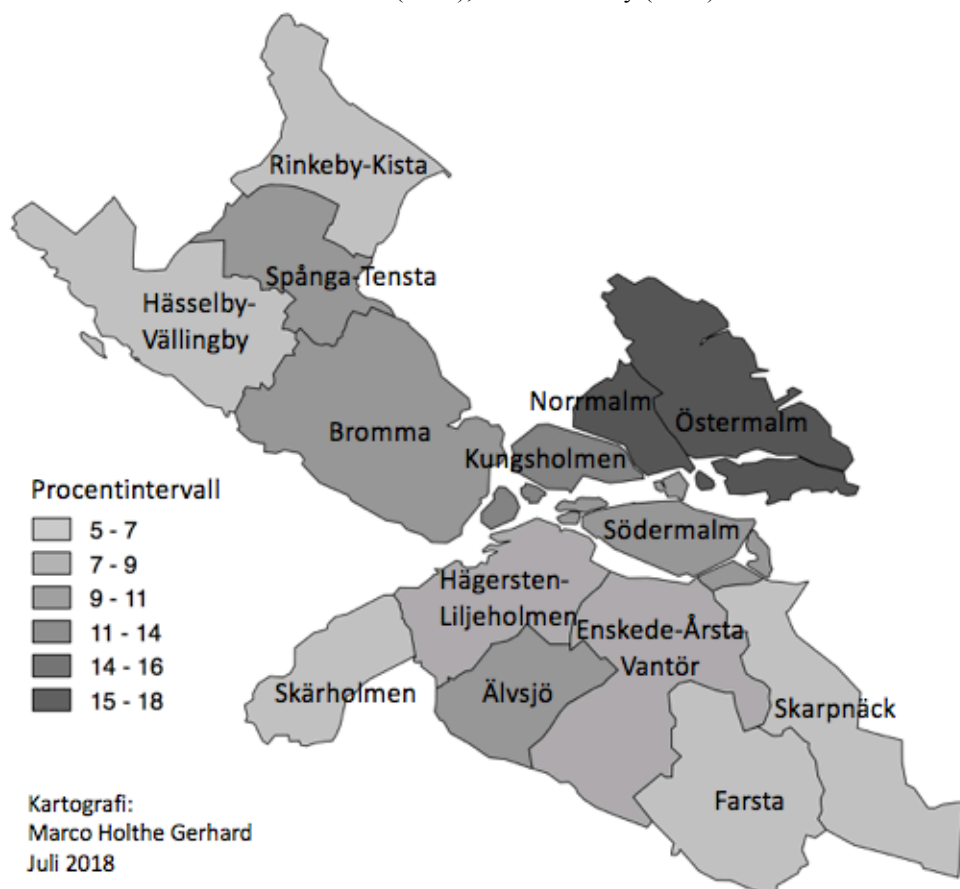 Rinkeby-Kista
Spånga-Tensta
Hässelby-
Vällingby
Bromma
Norrmalm
Östermalm
Kungsholmen
Södermalm
Hägersten-
Liljeholmen
Enskede-Årsta
Vantör
Skärholmen
Älvsjö
Skarpnäck
Farsta
Procentintervall
5 - 7
7 - 9
9 - 11
11 - 14
14 - 16
15 - 18
Kartografi:
Marco Holthe Gerhard
Juli 2018